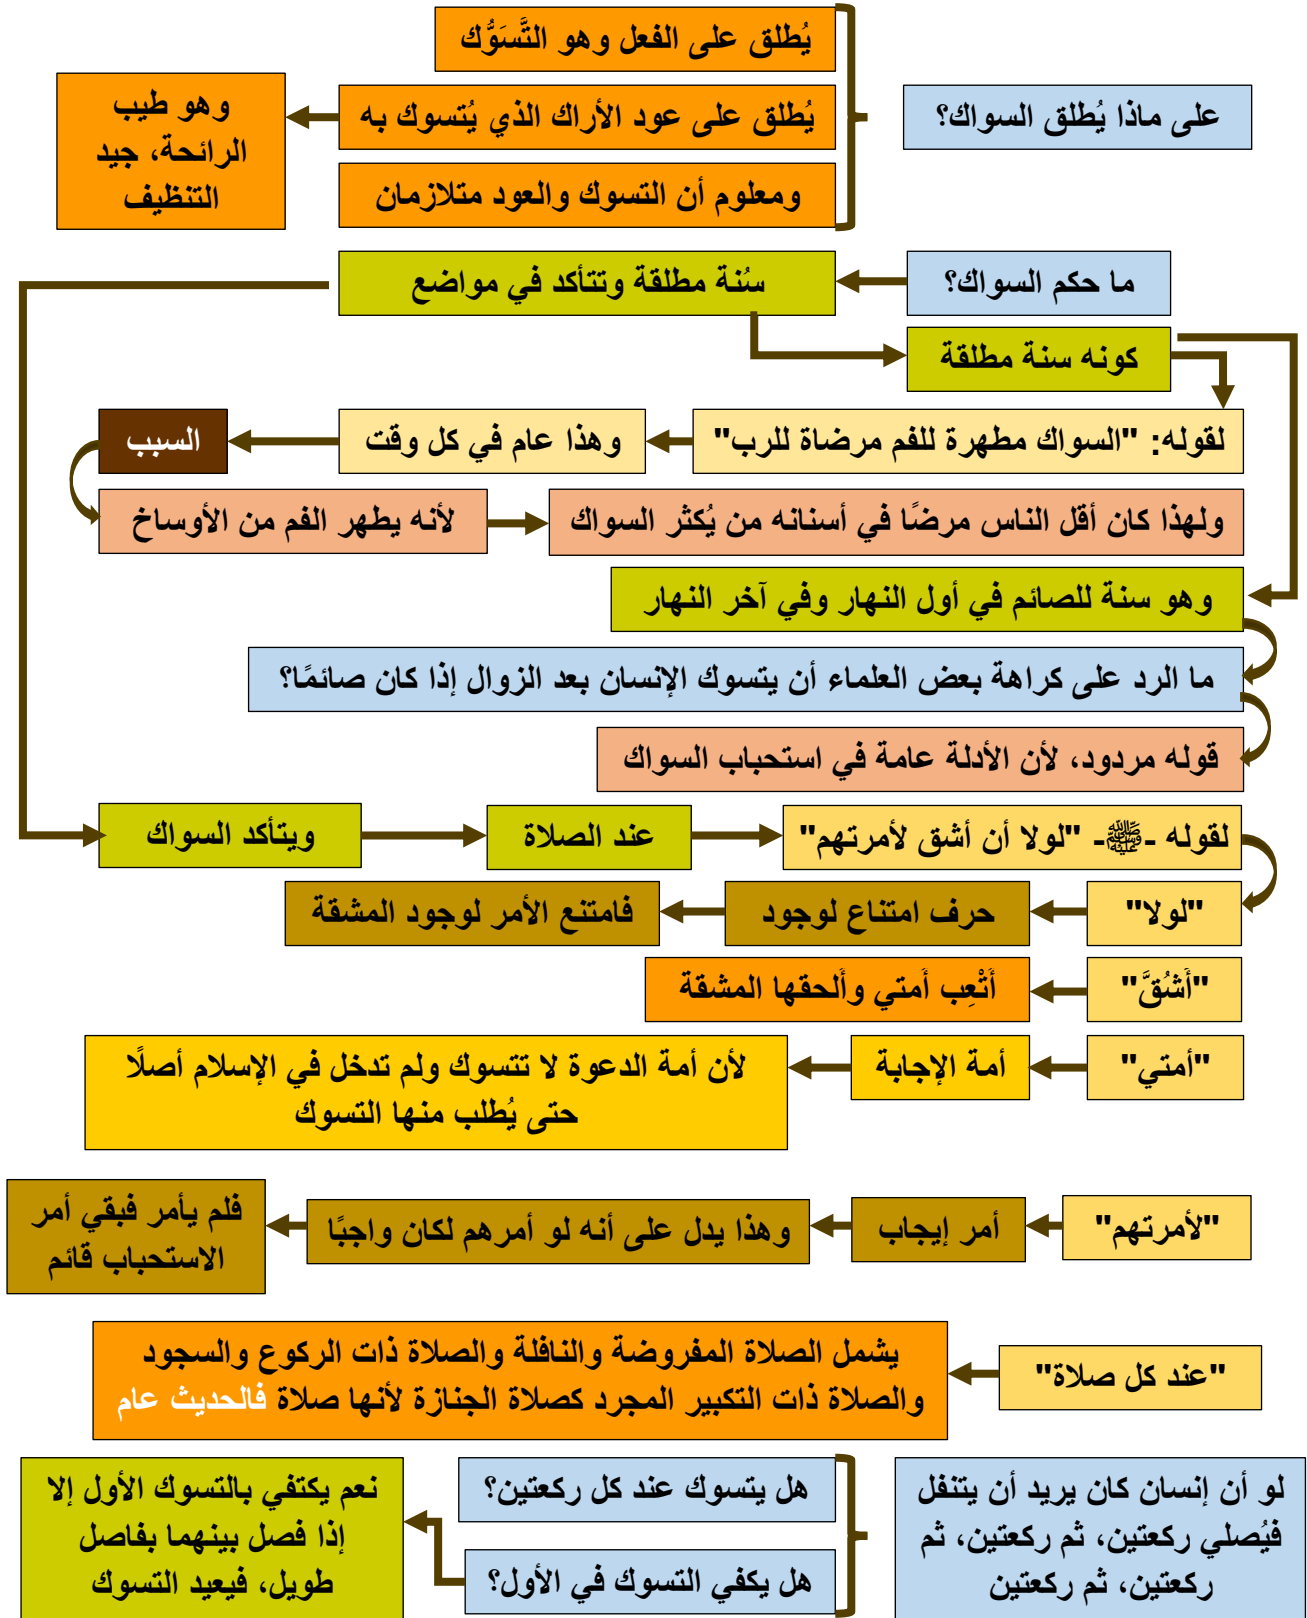 على ماذا يُطلق السواك؟
يُطلق على الفعل وهو التَّسَوُّك
يُطلق على عود الأراك الذي يُتسوك به
وهو طيب
الرائحة، جيد
التنظيف
ومعلوم أن التسوك والعود متلازمان
ما حكم السواك؟
سُنة مطلقة وتتأكد في مواضع
كونه سنة مطلقة
لقوله: "السواك مطهرة للفم مرضاة للرب"
وهذا عام في كل وقت
السبب
لأنه يطهر الفم من الأوساخ
ولهذا كان أقل الناس مرضًا في أسنانه من يُكثر السواك
وهو سنة للصائم في أول النهار وفي آخر النهار
ما الرد على كراهة بعض العلماء أن يتسوك الإنسان بعد الزوال إذا كان صائمًا؟
قوله مردود، لأن الأدلة عامة في استحباب السواك
ويتأكد السواك
عند الصلاة
لقوله -ﷺ- "لولا أن أشق لأمرتهم"
"لولا"
حرف امتناع لوجود
فامتنع الأمر لوجود المشقة
"أَشُقَّ"
أَتْعِب أمتي وأَلحقها المشقة
"أمتي"
أمة الإجابة
لأن أمة الدعوة لا تتسوك ولم تدخل في الإسلام أصلًا
حتى يُطلب منها التسوك
"لأمرتهم"
أمر إيجاب
وهذا يدل على أنه لو أمرهم لكان واجبًا
فلم يأمر فبقي أمر
الاستحباب قائم
"عند كل صلاة"
يشمل الصلاة المفروضة والنافلة والصلاة ذات الركوع والسجود
والصلاة ذات التكبير المجرد كصلاة الجنازة لأنها صلاة فالحديث عام
لو أن إنسان كان يريد أن يتنفل
فيُصلي ركعتين، ثم ركعتين، ثم
ركعتين، ثم ركعتين
هل يتسوك عند كل ركعتين؟
هل يكفي التسوك في الأول؟
نعم يكتفي بالتسوك الأول إلا
إذا فصل بينهما بفاصل
طويل، فيعيد التسوك